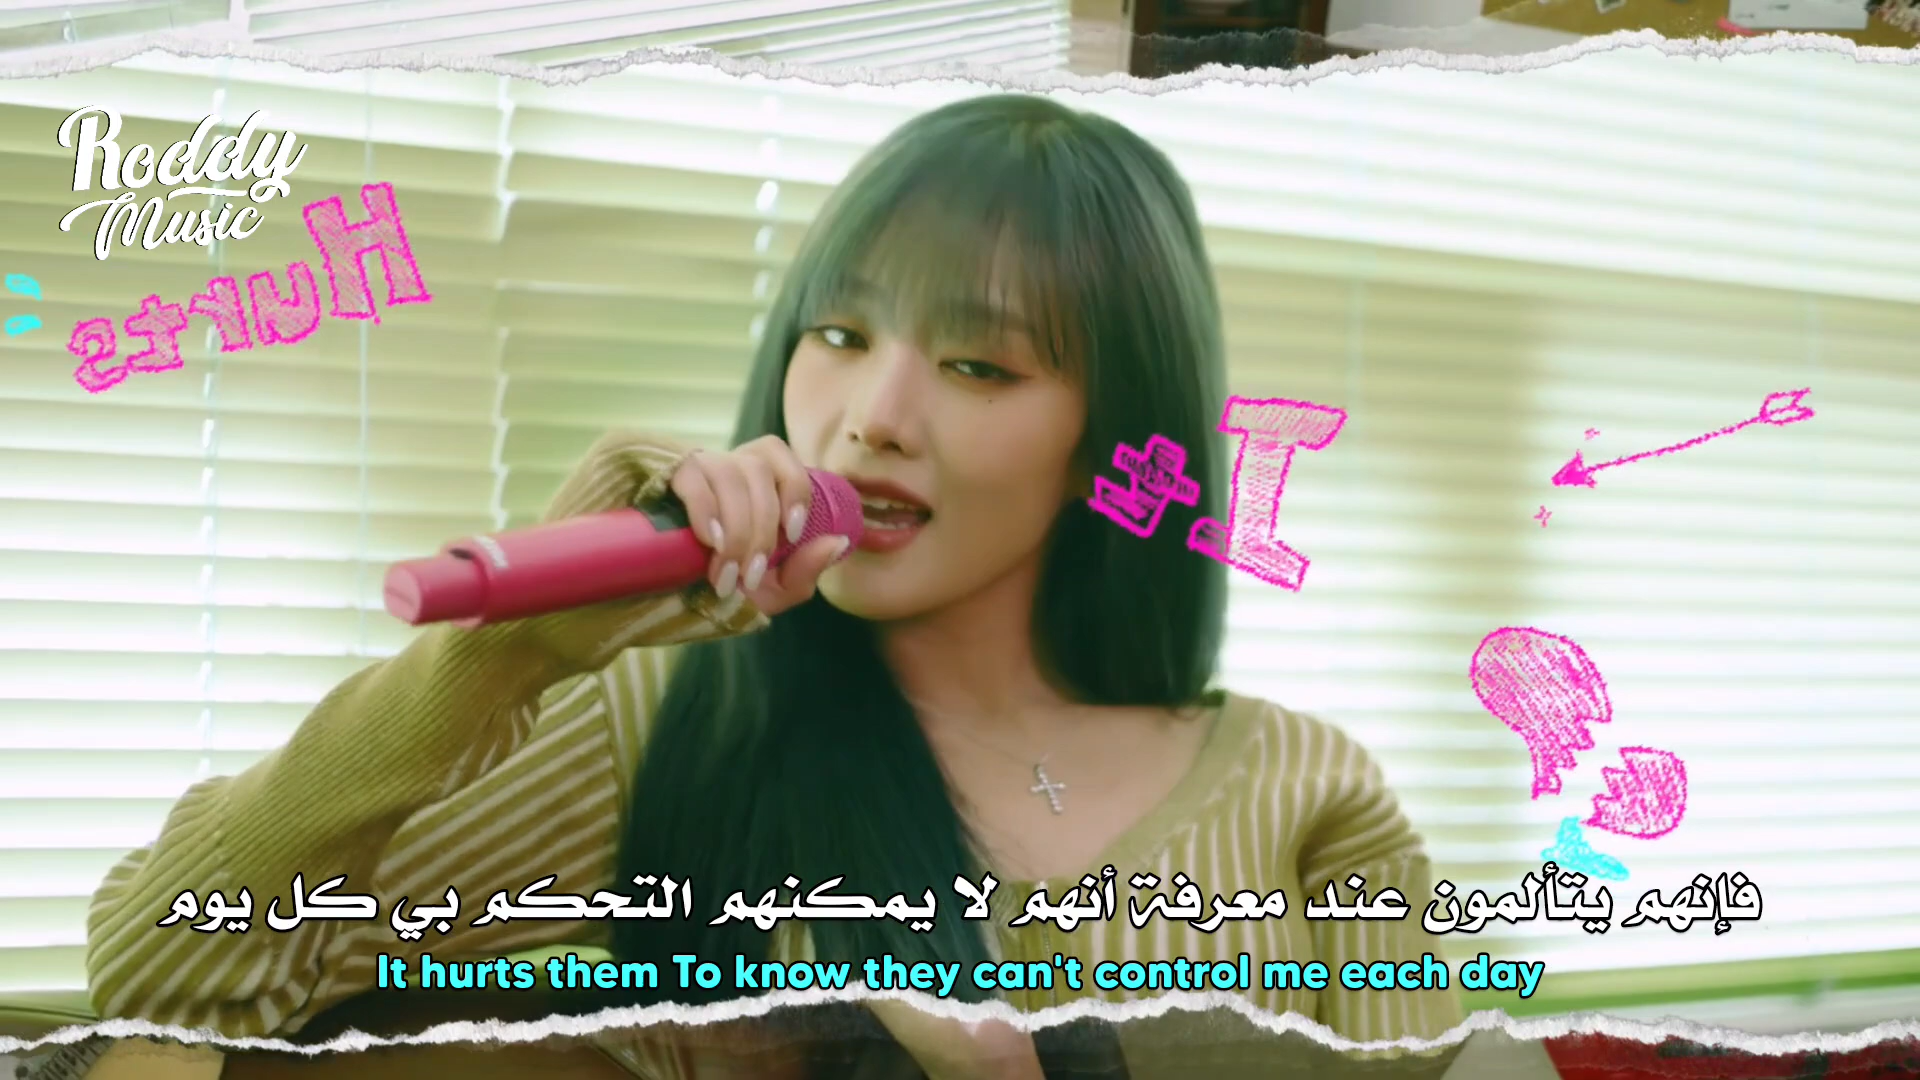 Roddy
Music
Hurts
It
فإنهم يتألمون عند معرفة أنهم لا يمكنهم التحكم بي كل يوم
It hurts them To know they can't control me each day